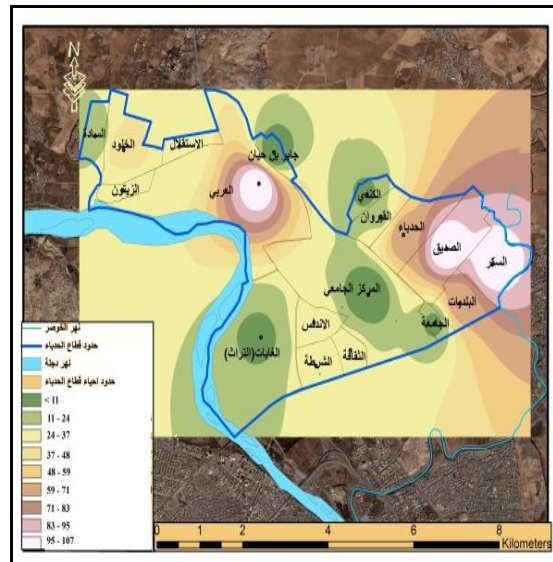 N
السادة
الخلود
الاستقلال
الزيتون
جابر بن حيان
العربي
الكندي
القيروان
الحدباء
الصديق
السكر
البلديات
الجامعة
المركز الجامعي
الاندلس
الغابات(التراث)
الثقافة
الشرطة
نهر الخوصر
حدود قطاع الحدباء
نهر دجلة
حدود احياء قطاع الحدباء
< 11
11 - 24
24 - 37
37 - 48
48 - 59
59 - 71
71 - 83
83 - 95
95 - 107
0 1 2 4 6 8
Kilometers